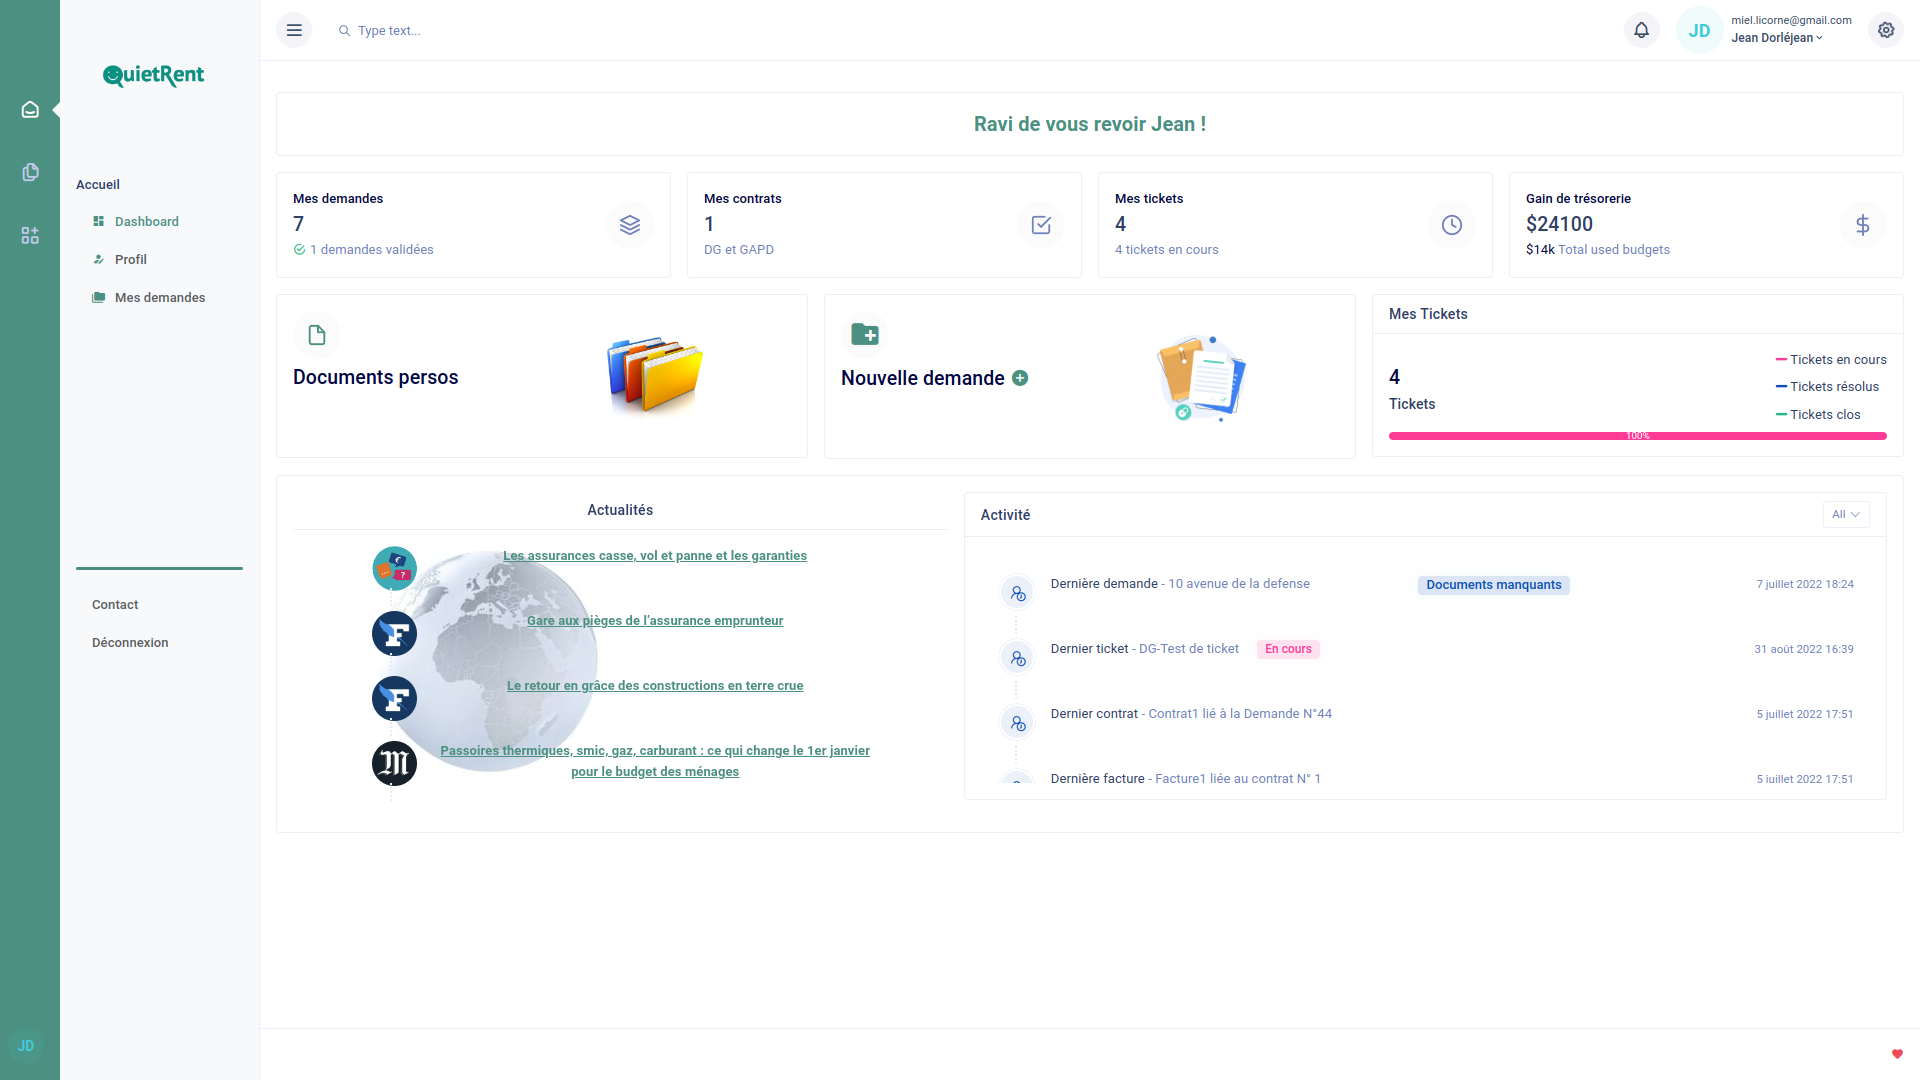 Type text...
JD
miel.licorne@gmail.com
Jean Dorléjean
QuietRent
Accueil
Dashboard
Profil
Mes demandes
Contact
Déconnexion
JD
Ravi de vous revoir Jean !
Mes demandes
7
1 demandes validées
Mes contrats
1
DG et GAPD
Mes tickets
4
4 tickets en cours
Gain de trésorerie
$24100
$14k Total used budgets
Documents persos
Nouvelle demande
Mes Tickets
4
Tickets
Tickets en cours
Tickets résolus
Tickets clos
100%
Actualités
Les assurances casse, vol et panne et les garanties
Gare aux pièges de l’assurance emprunteur
Le retour en grâce des constructions en terre crue
Passoires thermiques, smic, gaz, carburant : ce qui change le 1er janvier
pour le budget des ménages
F
F
M
Activité
All
Dernière demande - 10 avenue de la defense Documents manquants 7 juillet 2022 18:24
Dernier ticket - DG-Test de ticket En cours 31 août 2022 16:39
Dernier contrat - Contrat1 lié à la Demande N°44 5 juillet 2022 17:51
Dernière facture - Facture1 liée au contrat N° 1 5 juillet 2022 17:51